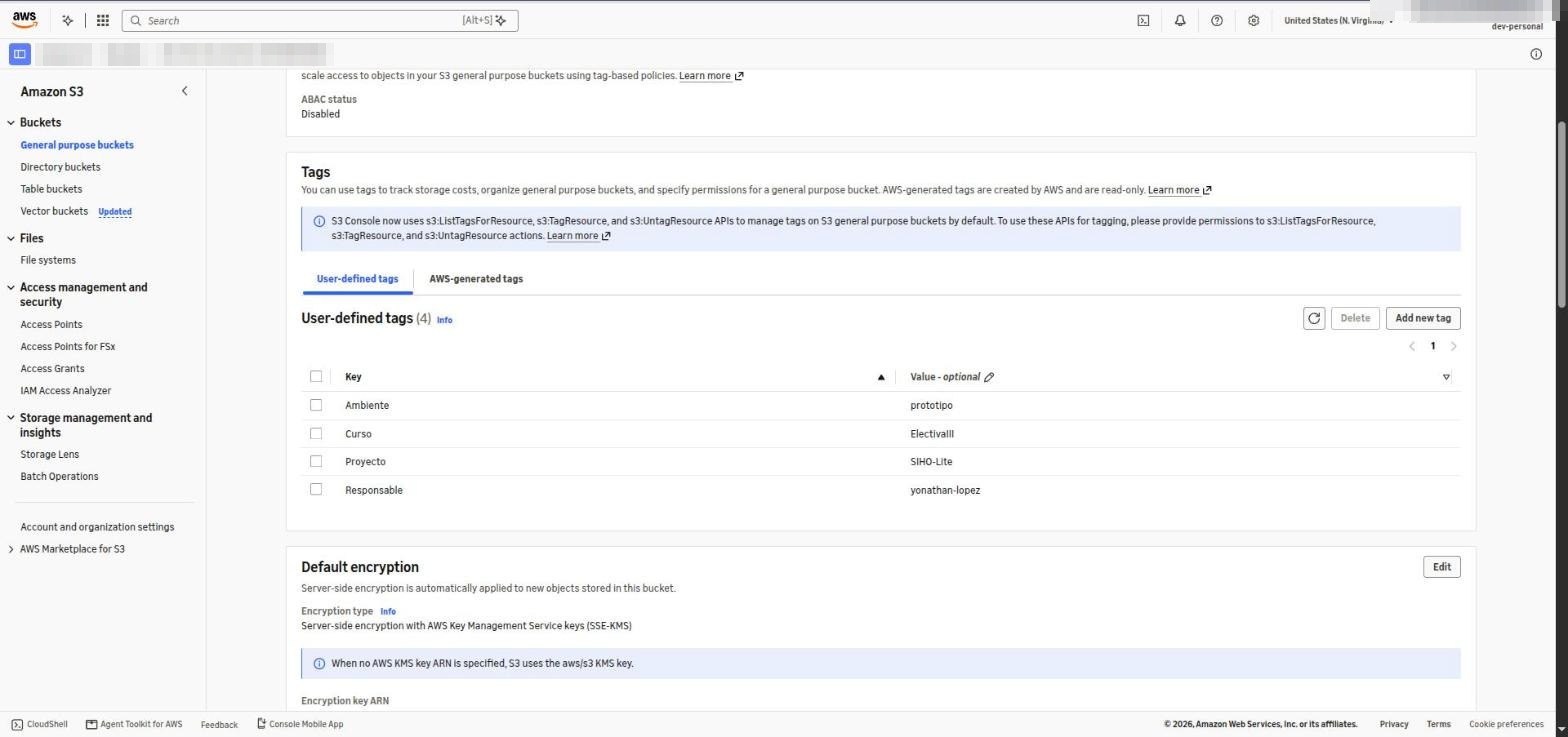 aws
Search [Alt+S]
United States (N. Virginia)
dev-personal
Amazon S3
Buckets
General purpose buckets
Directory buckets
Table buckets
Vector buckets Updated
Files
File systems
Access management and
security
Access Points
Access Points for FSx
Access Grants
IAM Access Analyzer
Storage management and
insights
Storage Lens
Batch Operations
Account and organization settings
AWS Marketplace for S3
scale access to objects in your S3 general purpose buckets using tag-based policies. Learn more
ABAC status
Disabled
Tags
You can use tags to track storage costs, organize general purpose buckets, and specify permissions for a general purpose bucket. AWS-generated tags are created by AWS and are read-only. Learn more
S3 Console now uses s3:ListTagsForResource, s3:TagResource, and s3:UntagResource APIs to manage tags on S3 general purpose buckets by default. To use these APIs for tagging, please provide permissions to s3:ListTagsForResource,
s3:TagResource, and s3:UntagResource actions. Learn more
User-defined tags AWS-generated tags
User-defined tags (4) Info
Delete Add new tag
1
Key Value - optional
Ambiente prototipo
Curso ElectivaIII
Proyecto SIHO-Lite
Responsable yonathan-lopez
Default encryption
Edit
Server-side encryption is automatically applied to new objects stored in this bucket.
Encryption type Info
Server-side encryption with AWS Key Management Service keys (SSE-KMS)
When no AWS KMS key ARN is specified, S3 uses the aws/s3 KMS key.
Encryption key ARN
CloudShell Agent Toolkit for AWS Feedback Console Mobile App
© 2026, Amazon Web Services, Inc. or its affiliates. Privacy Terms Cookie preferences